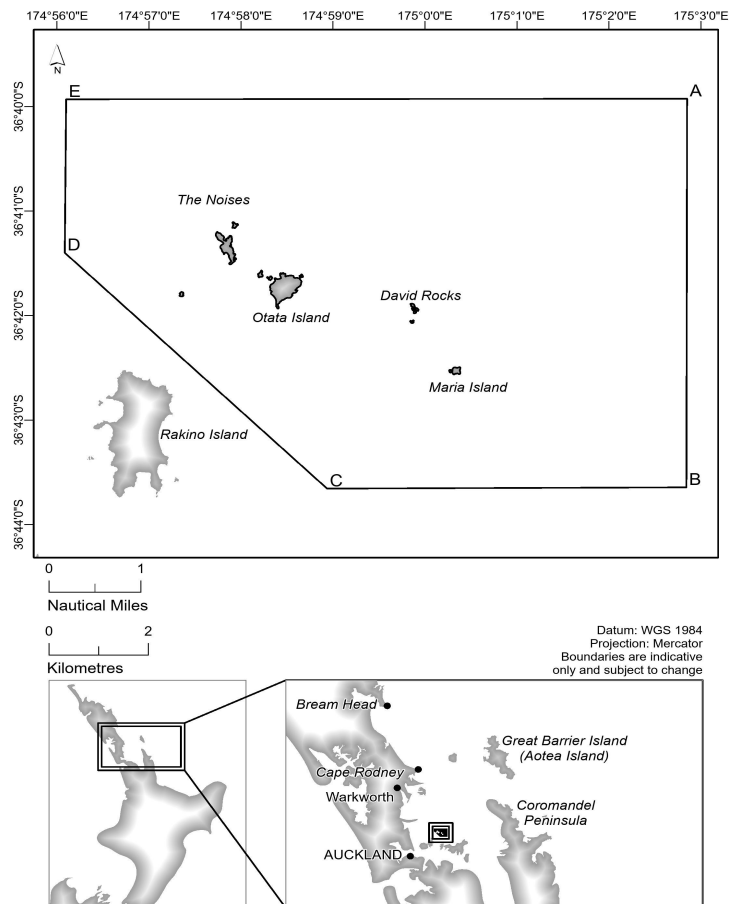 174°56'0"E 174°57'0"E 174°58'0"E 174°59'0"E 175°0'0"E 175°1'0"E 175°2'0"E 175°3'0"E
N
E
A
36°40'0"S
The Noises
36°41'0"S
D
David Rocks
36°42'0"S
Otata Island
Maria Island
36°43'0"S
Rakino Island
C
B
36°44'0"S
0 1
Nautical Miles
0 2
Kilometres
Datum: WGS 1984
Projection: Mercator
Boundaries are indicative
only and subject to change
Bream Head
Great Barrier Island
(Aotea Island)
Cape Rodney
Warkworth
Coromandel
Peninsula
AUCKLAND